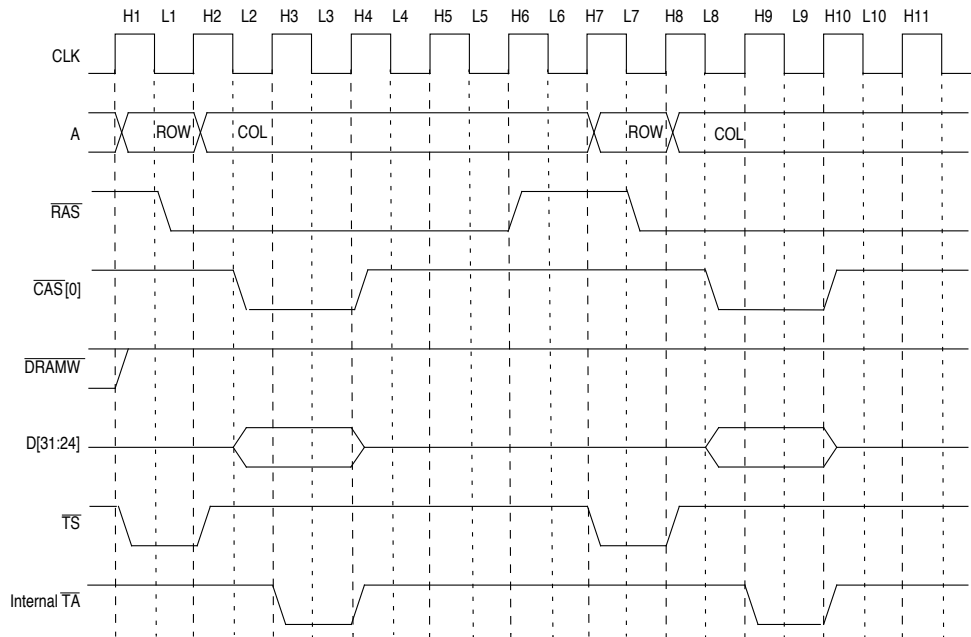 H1 L1 H2 L2 H3 L3 H4 L4 H5 L5 H6 L6 H7 L7 H8 L8 H9 L9 H10 L10 H11
CLK
A ROW COL ROW COL
RAS
CAS[0]
DRAMW
D[31:24]
TS
Internal TA